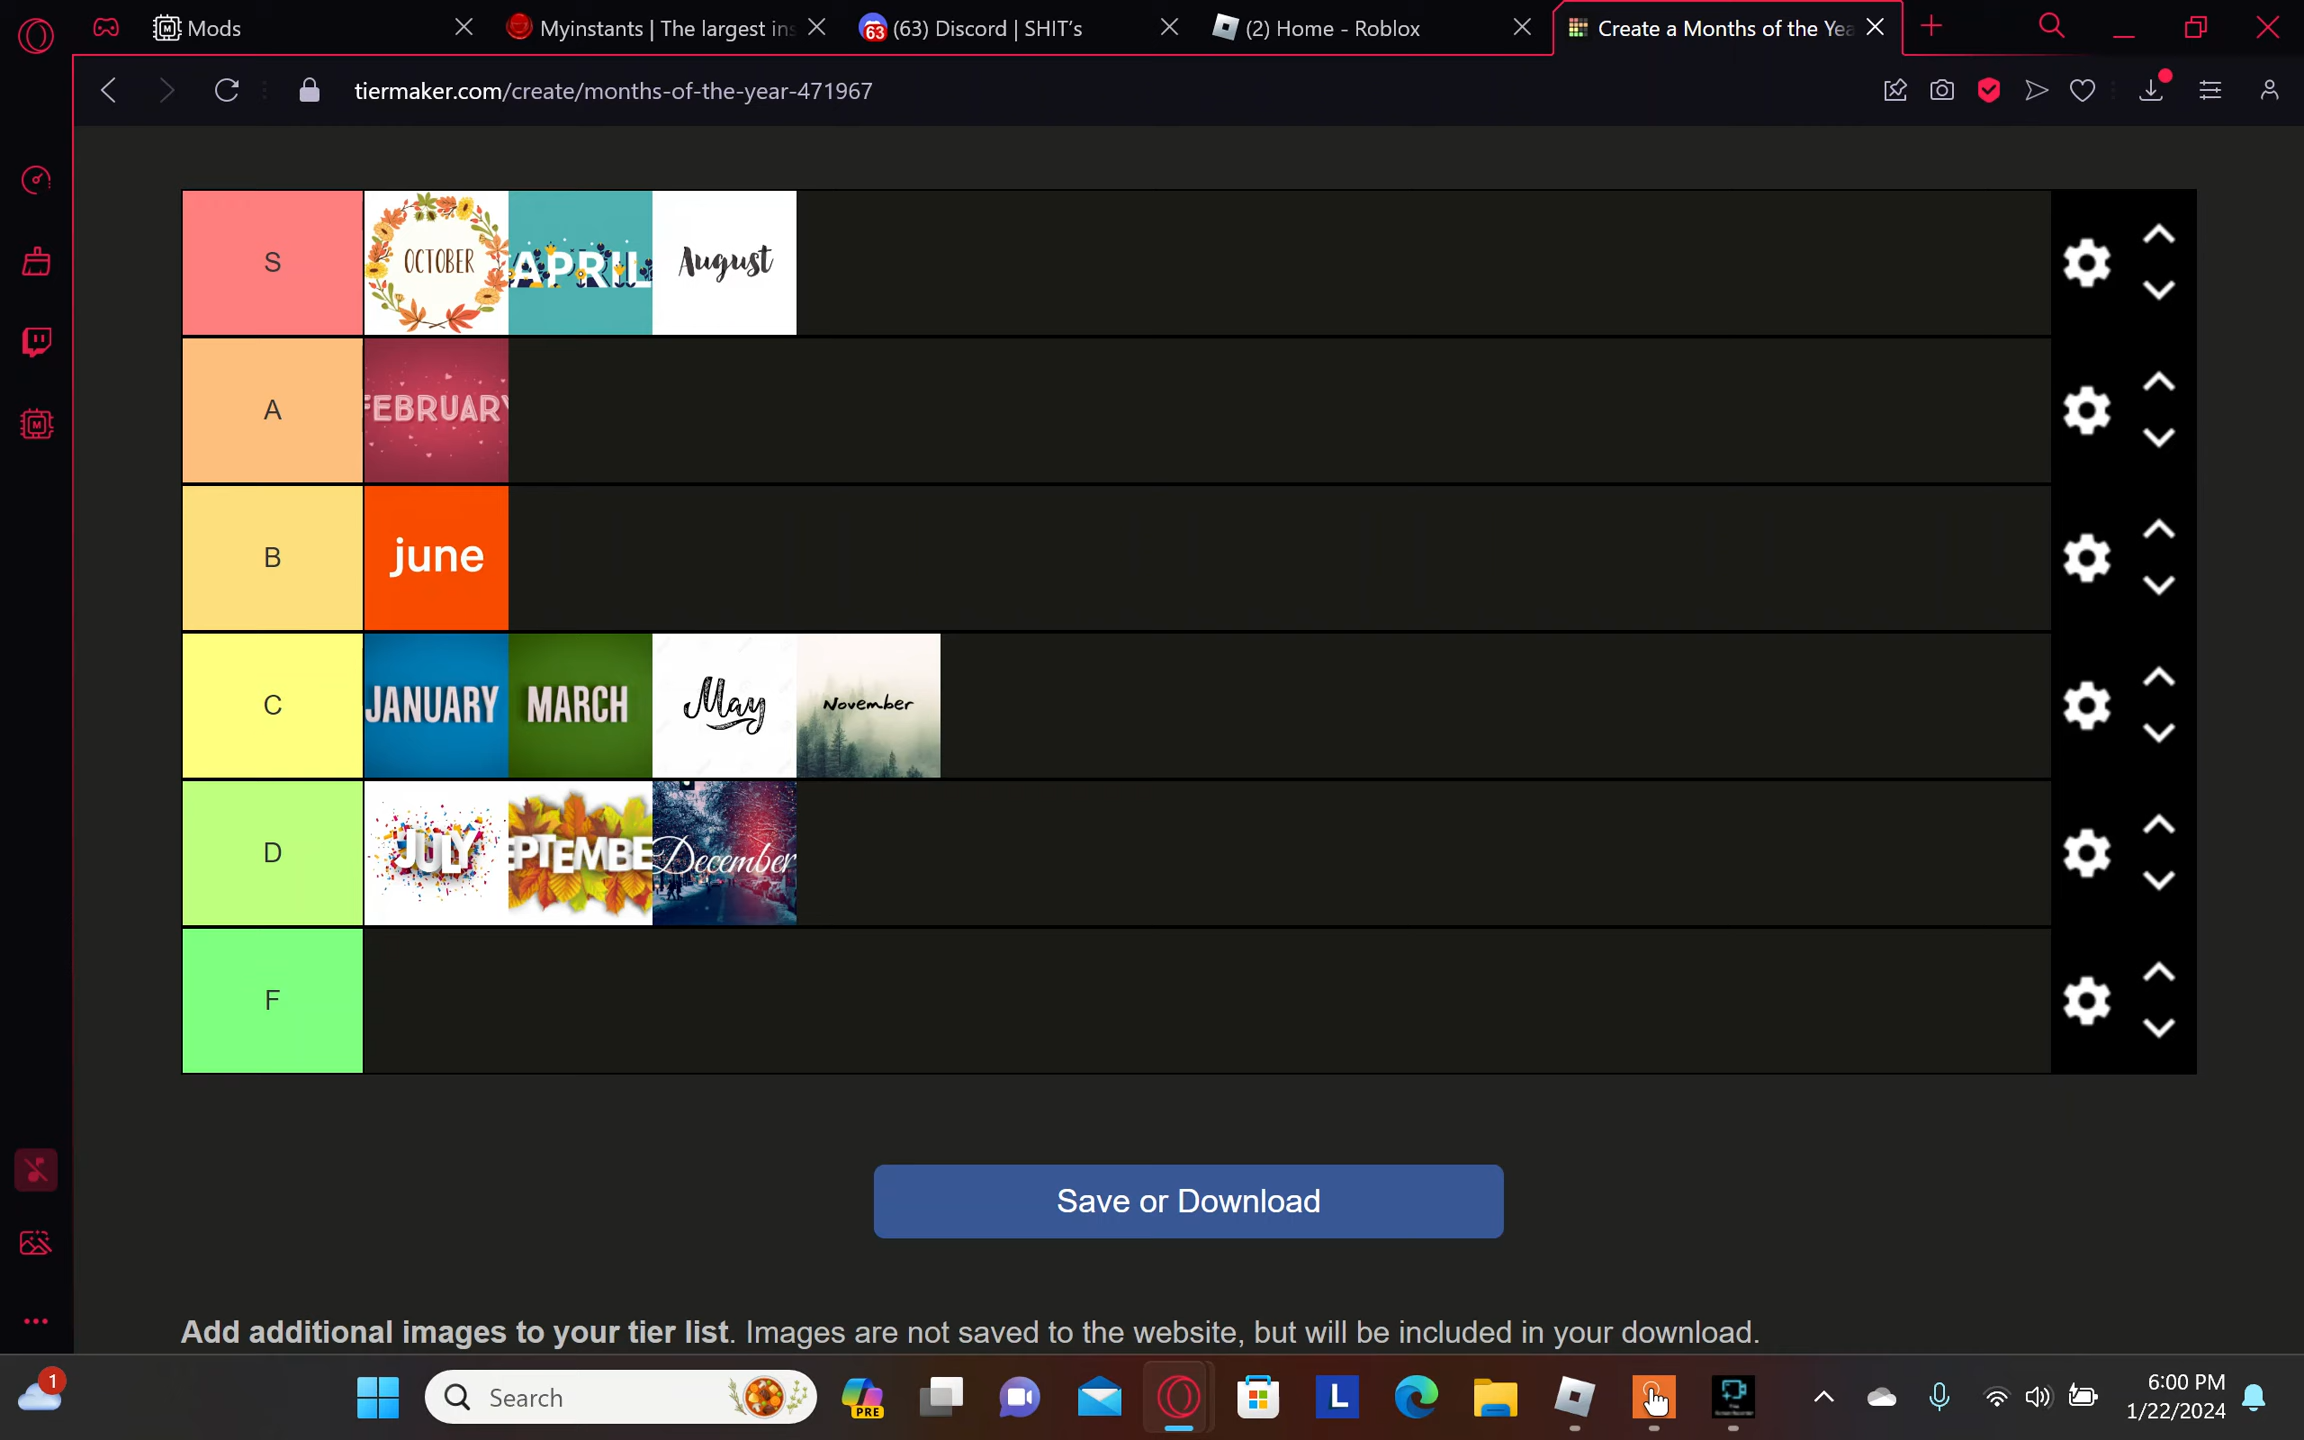 Mods
Myinstants | The largest ins
63
(63) Discord | SHIT's
(2) Home - Roblox
Create a Months of the Yea
tiermaker.com/create/months-of-the-year-471967
S
OCTOBER
APRIL
August
A
FEBRUARY
B
june
C
JANUARY
MARCH
May
November
D
JULY
EPTEMBE
December
F
Save or Download
Add additional images to your tier list. Images are not saved to the website, but will be included in your download.
1
Search
PRE
L
6:00 PM
1/22/2024